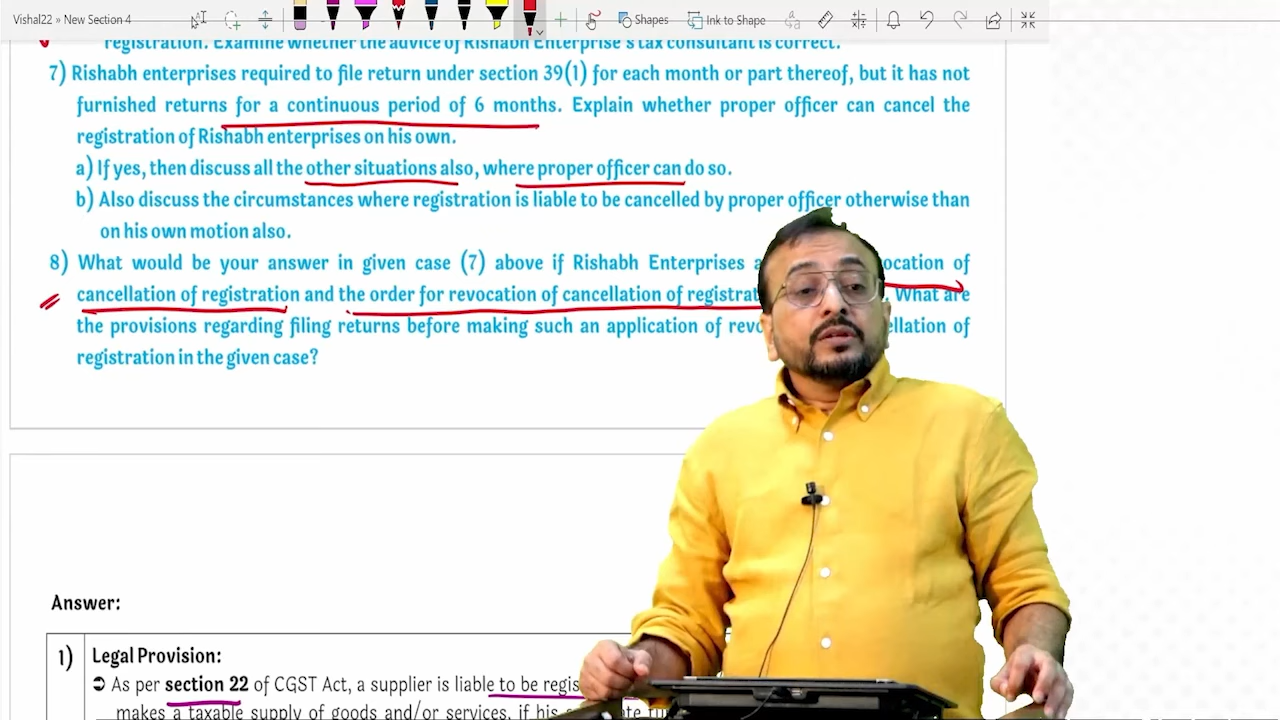 Vishal22 » New Section 4
Shapes
Ink to Shape
registration. Examine whether the advice of Rishabh Enterprise's tax consultant is correct.
7) Rishabh enterprises required to file return under section 39(1) for each month or part thereof, but it has not
furnished returns for a continuous period of 6 months. Explain whether proper officer can cancel the
registration of Rishabh enterprises on his own.
a) If yes, then discuss all the other situations also, where proper officer can do so.
b) Also discuss the circumstances where registration is liable to be cancelled by proper officer otherwise than
on his own motion also.
8) What would be your answer in given case (7) above if Rishabh Enterprises of
cancellation of registration and the order for revocation of cancellation of What are
the provisions regarding filing returns before making such an application of of
registration in the given case?
Answer:
1) Legal Provision:
➲ As per section 22 of CGST Act, a supplier is liable to be
makes a taxable supply of goods and/or services, if his